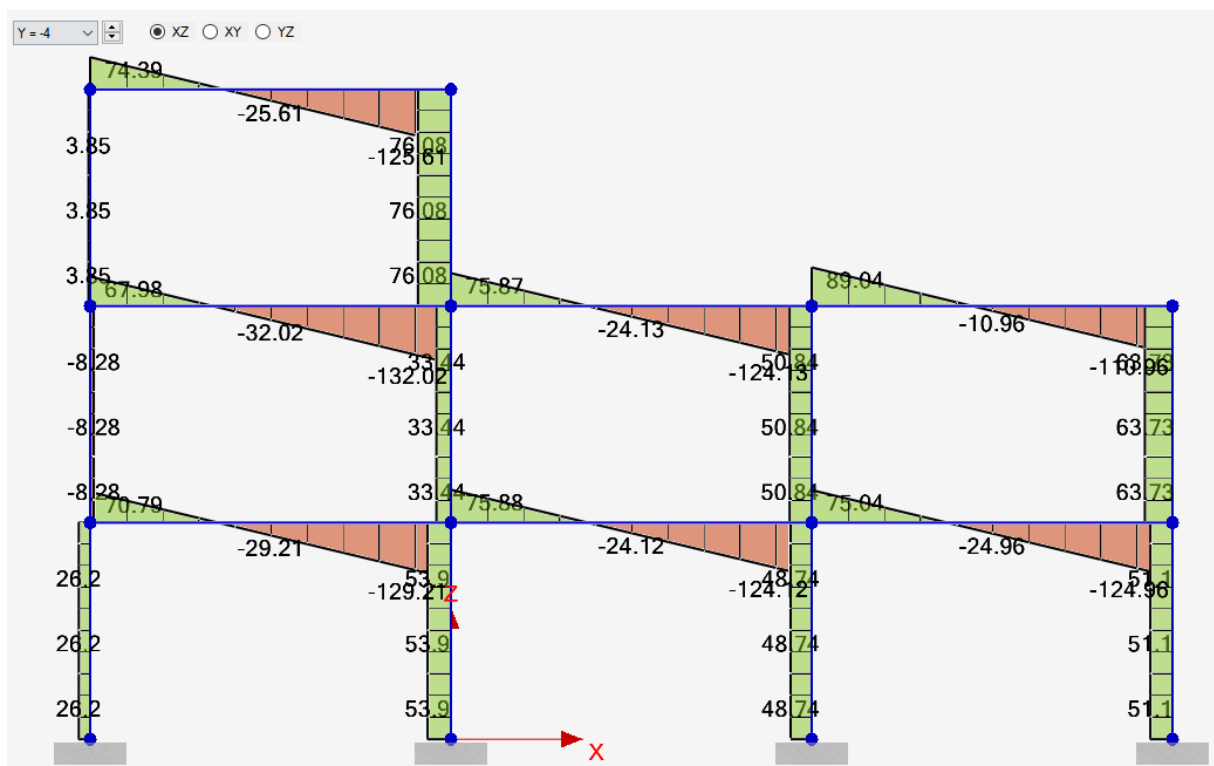 Y = -4 XZ XY YZ
74.39
-25.61
3.85 76.08
-125.61
3.85 76.08
3.85 76.08
67.98 75.87 89.04
-32.02 -24.13 -10.96
-8.28 33.44 50.84 63.73
-132.02 -124.13 -110.96
-8.28 33.44 50.84 63.73
-8.28 33.44 50.84 63.73
70.79 75.88 75.04
-29.21 -24.12 -24.96
26.2 53.9 48.74 51.1
-129.21 -124.12 -124.96
Z
26.2 53.9 48.74 51.1
26.2 53.9 48.74 51.1
X